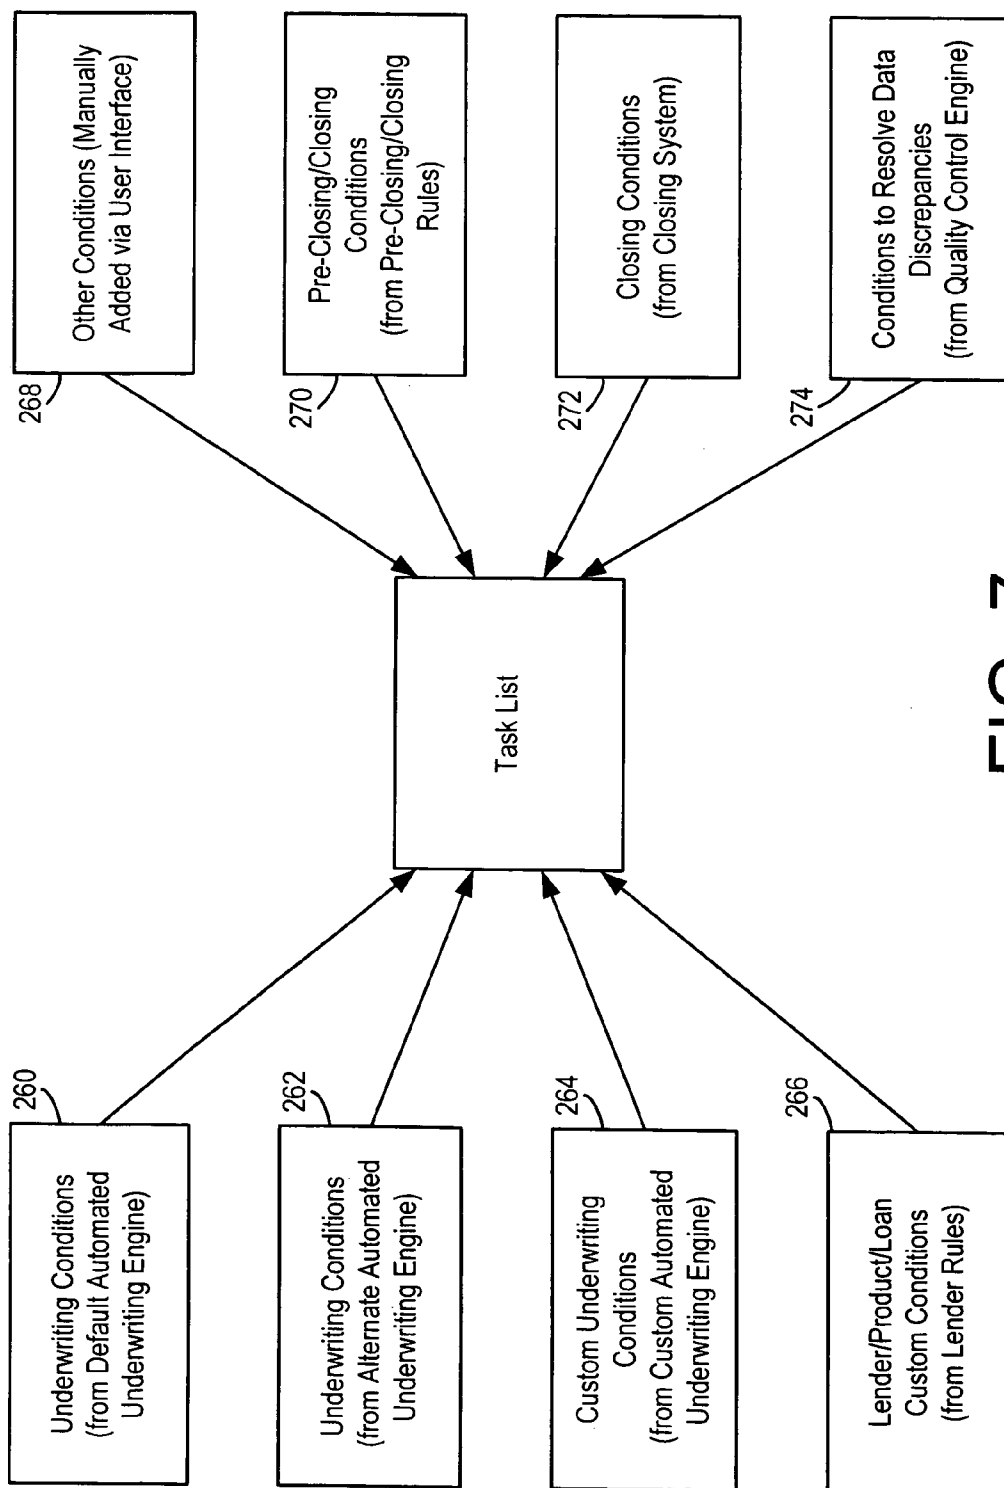 260
Underwriting Conditions
(from Default Automated
Underwriting Engine)
262
Underwriting Conditions
(from Alternate Automated
Underwriting Engine)
264
Custom Underwriting
Conditions
(from Custom Automated
Underwriting Engine)
266
Lender/Product/Loan
Custom Conditions
(from Lender Rules)
Task List
268
Other Conditions (Manually
Added via User Interface)
270
Pre-Closing/Closing
Conditions
(from Pre-Closing/Closing
Rules)
272
Closing Conditions
(from Closing System)
274
Conditions to Resolve Data
Discrepancies
(from Quality Control Engine)
FIG. 7